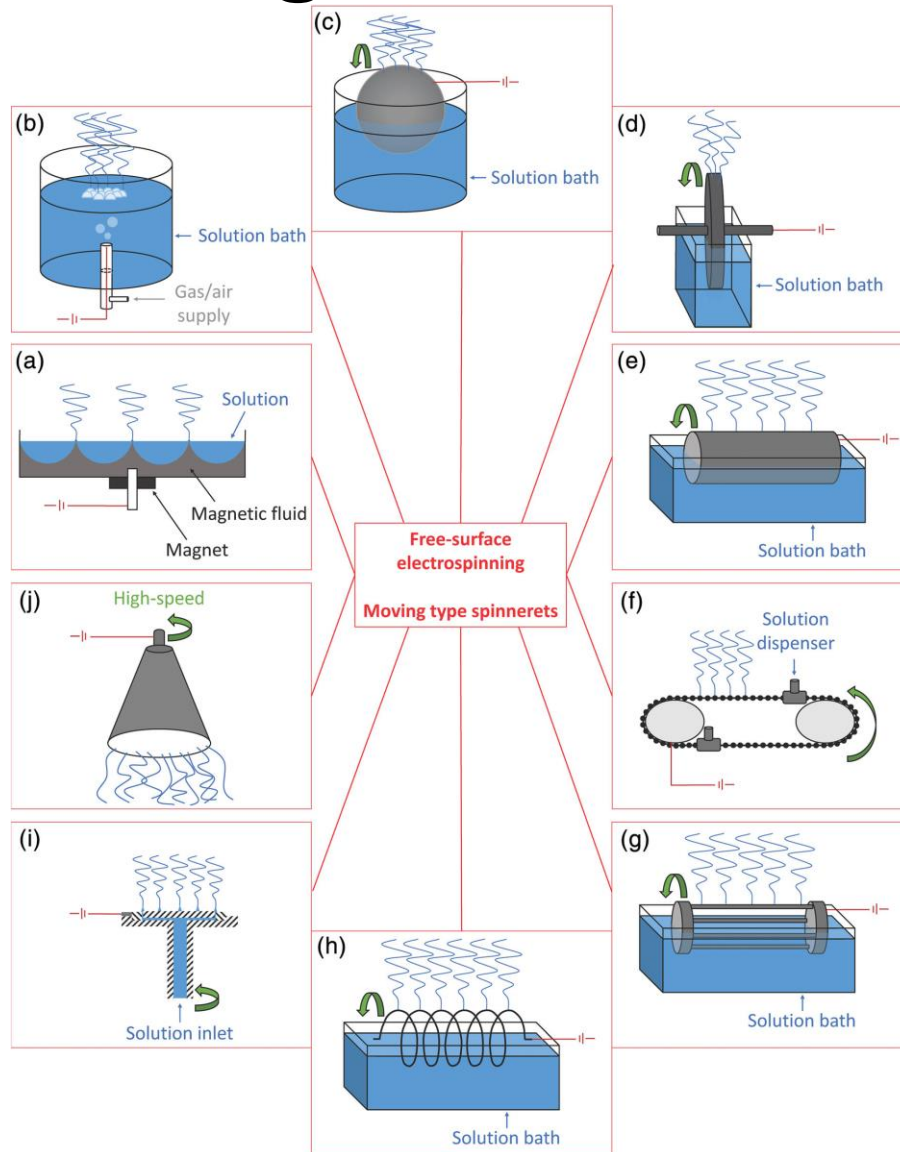 (c)
Solution bath
(b)
Solution bath
Gas/air
supply
(d)
Solution bath
(a)
Solution
Magnetic fluid
Magnet
(e)
Solution bath
Free-surface
electrospinning
Moving type spinnerets
(j)
High-speed
(f)
Solution
dispenser
(i)
Solution inlet
(h)
Solution bath
(g)
Solution bath